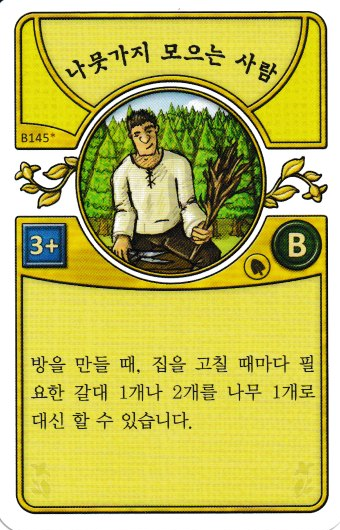 나뭇가지 모으는 사람
B145*
3+
B
방을 만들 때, 집을 고칠 때마다 필
요한 갈대 1개나 2개를 나무 1개로
대신 할 수 있습니다.